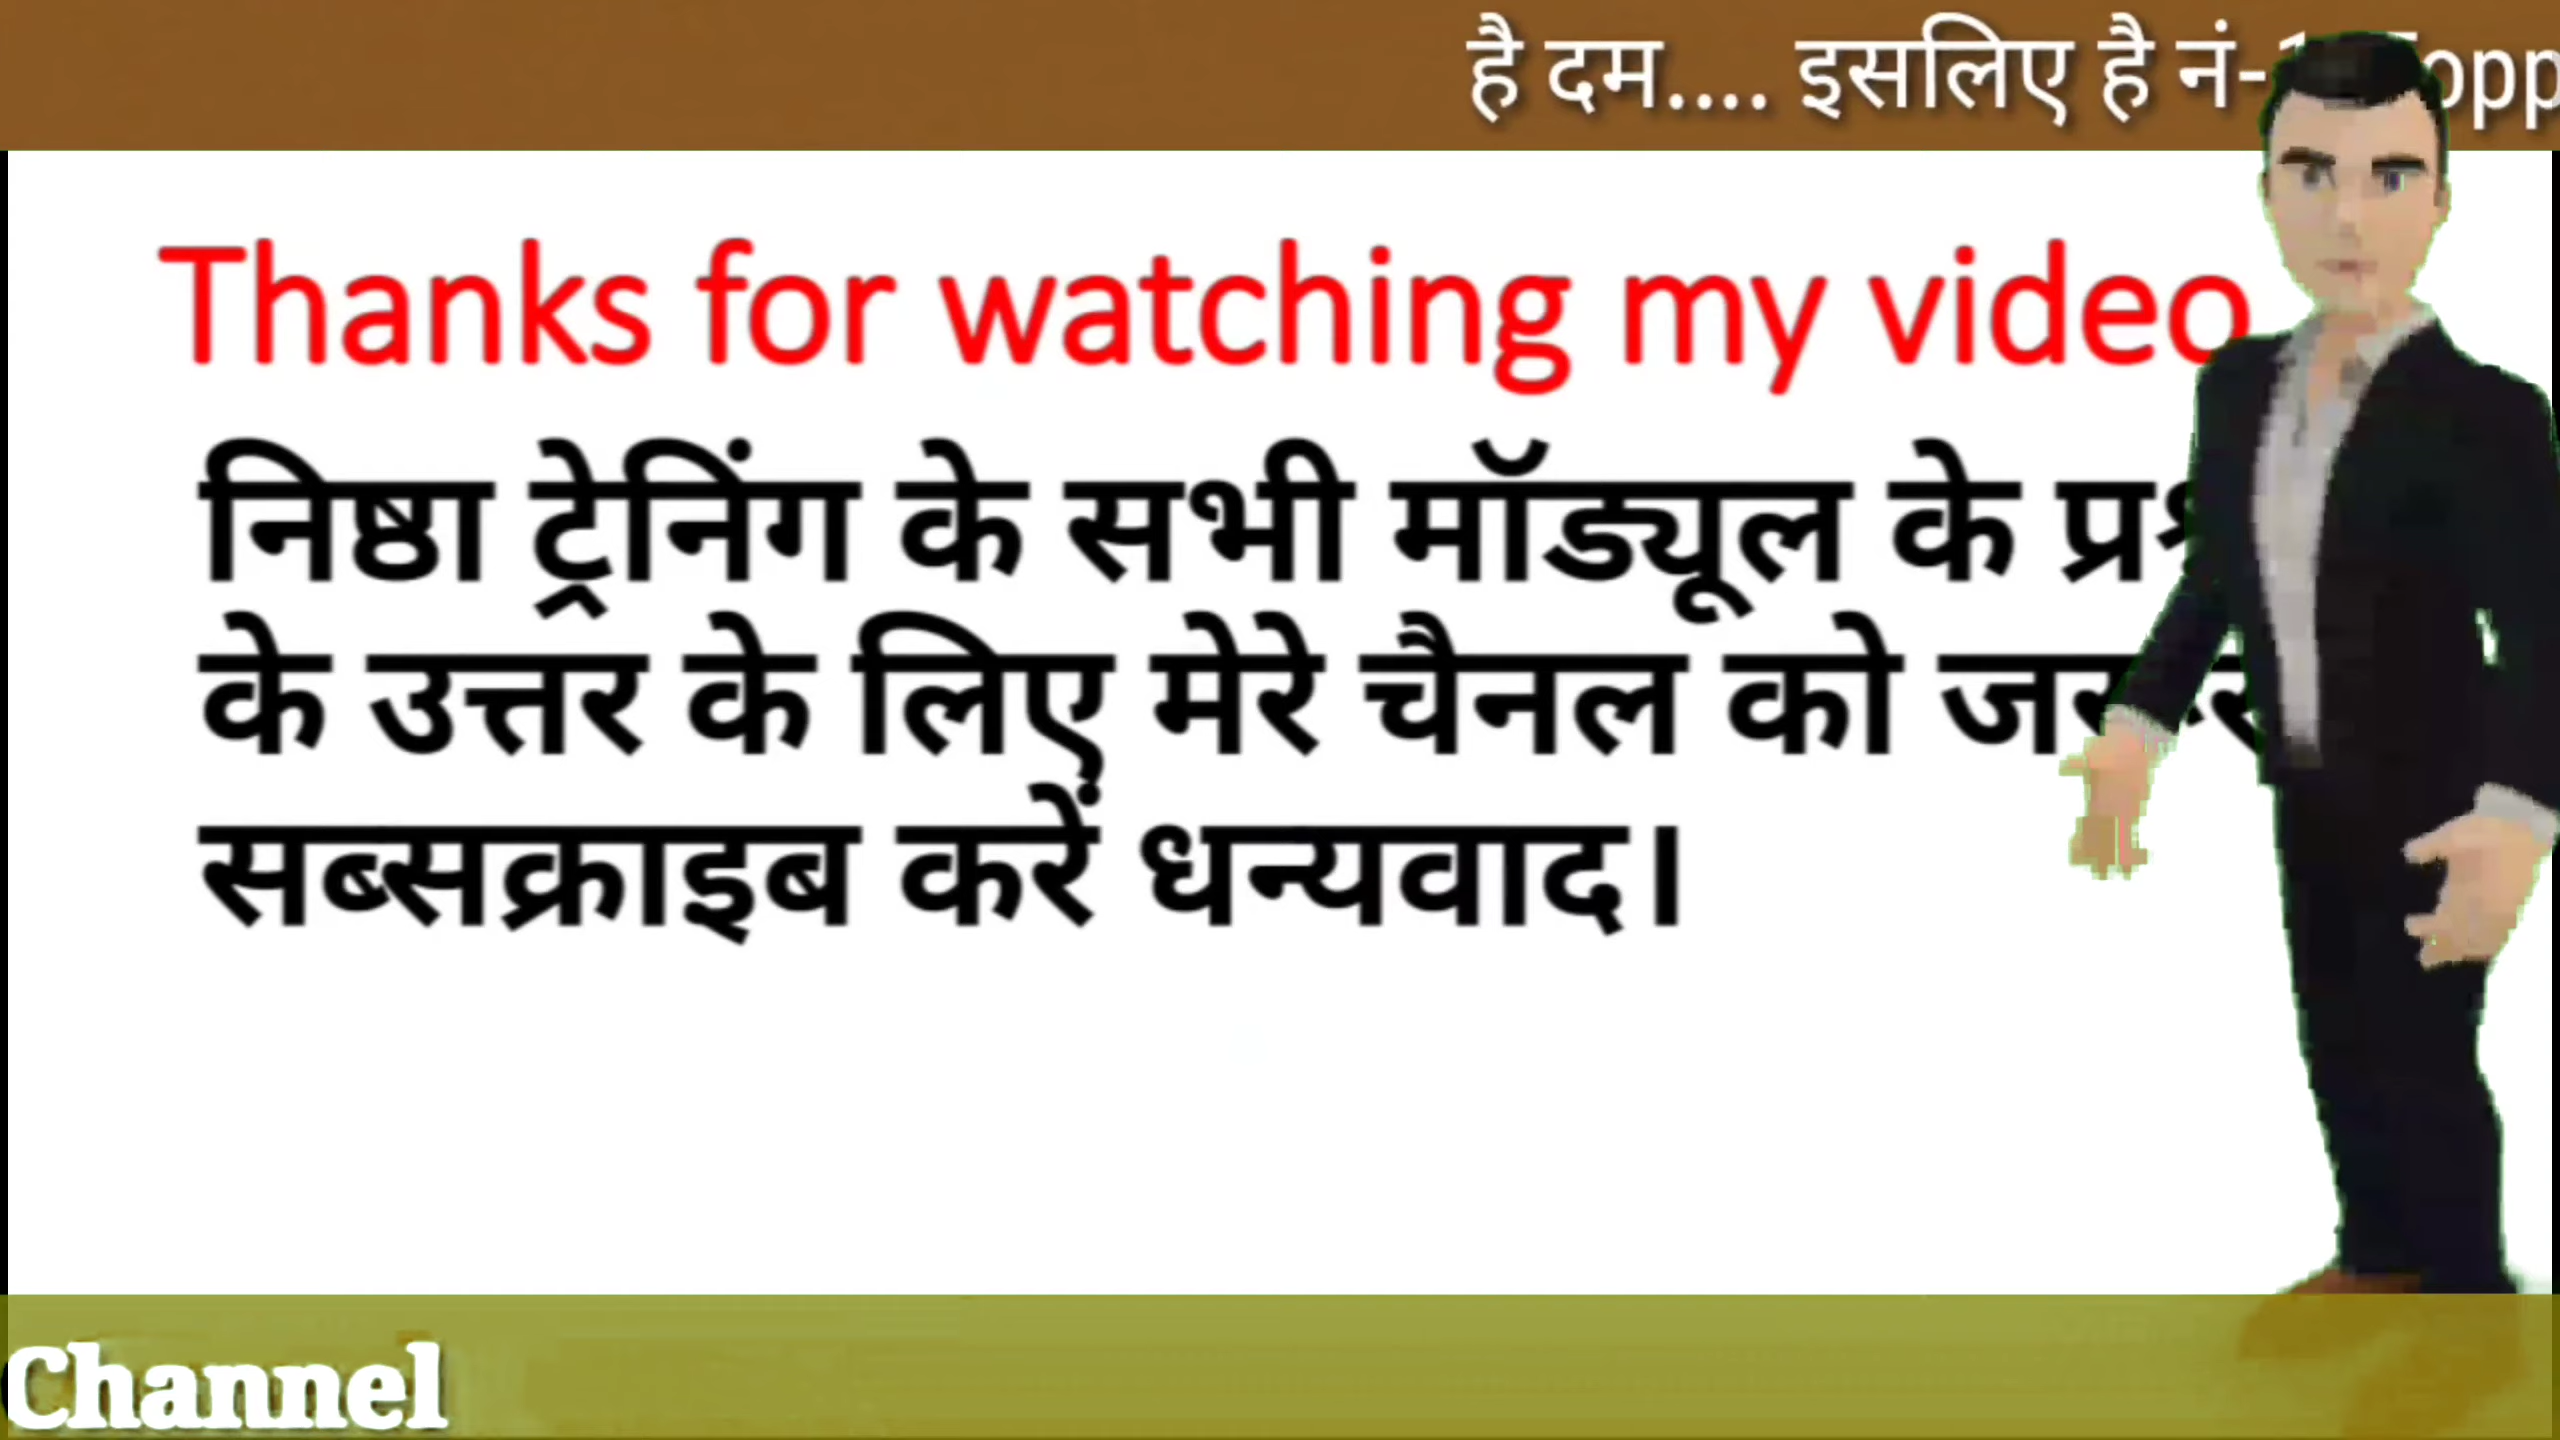 है दम.... इसलिए है नं-
Thanks for watching my video
निष्ठा ट्रेनिंग के सभी मॉड्यूल के
के उत्तर के लिए मेरे चैनल को
सब्सक्राइब करें धन्यवाद।
Channel